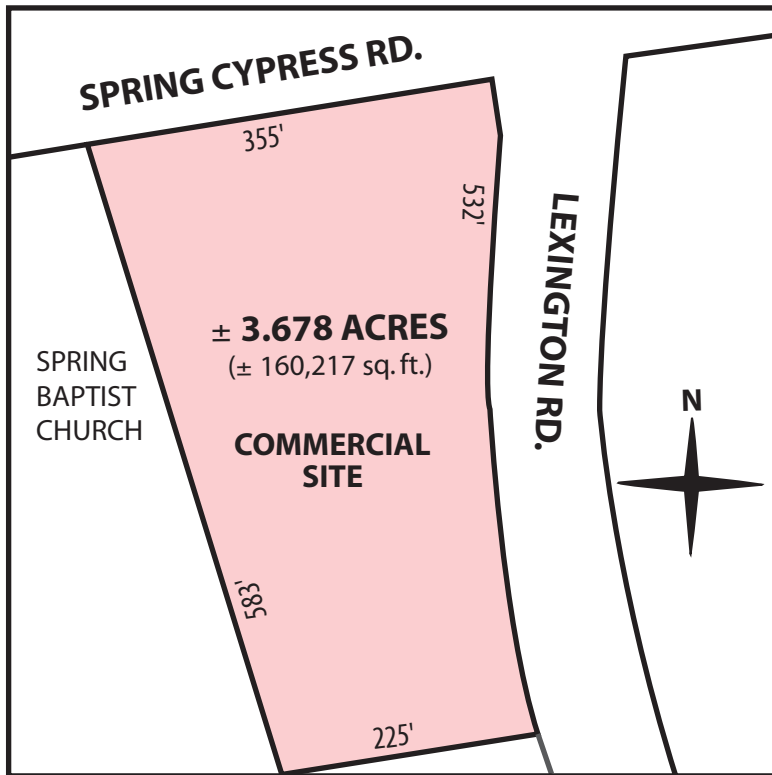 SPRING CYPRESS RD.
355'
532'
LEXINGTON RD.
± 3.678 ACRES
(± 160,217 sq. ft.)
SPRING
BAPTIST
CHURCH
COMMERCIAL
SITE
N
583'
225'